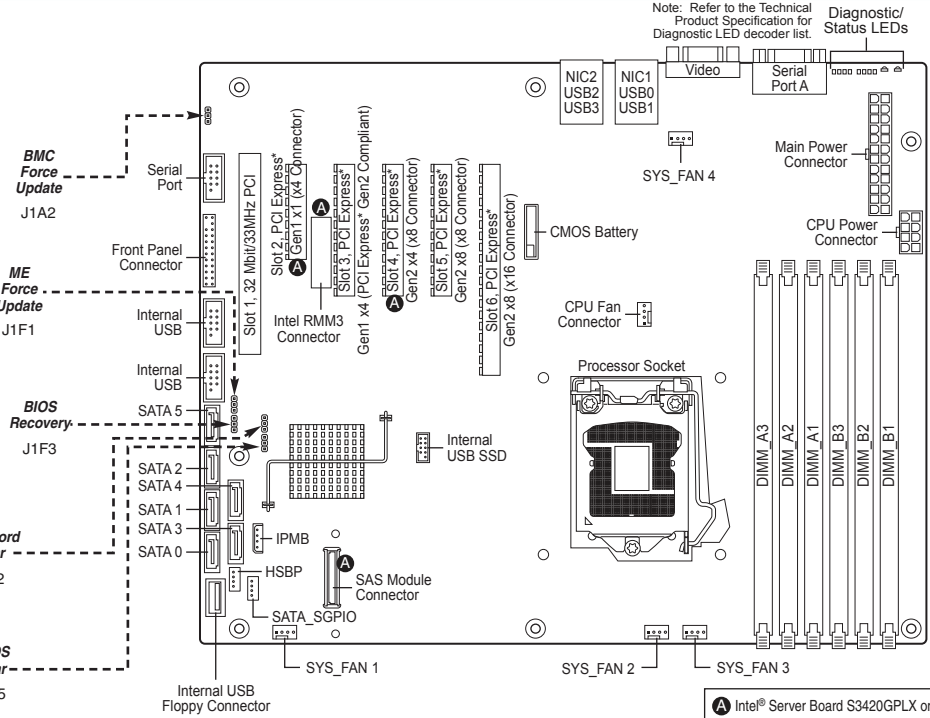 Note: Refer to the Technical
Product Specification for
Diagnostic LED decoder list.
Diagnostic/
Status LEDs
NIC2
USB2
USB3
NIC1
USB0
USB1
Video
Serial
Port A
SYS_FAN 4
Main Power
Connector
CPU Power
Connector
BMC
Force
Update
J1A2
Serial
Port
Front Panel
Connector
ME
Force
Update
J1F1
Internal
USB
Internal
USB
BIOS
Recovery
J1F3
Slot 1, 32 Mbit/33MHz PCI
Slot 2, PCI Express*
Gen1 x1 (x4 Connector)
A
A
Intel RMM3
Connector
Slot 3, PCI Express*
Gen1 x4 (PCI Express* Gen2 Compliant)
Slot 4, PCI Express*
Gen2 x4 (x8 Connector)
A
Slot 5, PCI Express*
Gen2 x8 (x8 Connector)
Slot 6, PCI Express*
Gen2 x8 (x16 Connector)
CMOS Battery
CPU Fan
Connector
Processor Socket
DIMM_A3
DIMM_A2
DIMM_A1
DIMM_B3
DIMM_B2
DIMM_B1
SATA 5
SATA 2
SATA 4
SATA 1
SATA 3
SATA 0
Internal
USB SSD
IPMB
HSBP
SATA_SGPIO
A
SAS Module
Connector
SYS_FAN 1
SYS_FAN 2
SYS_FAN 3
Internal USB
Floppy Connector
A Intel® Server Board S3420GPLX